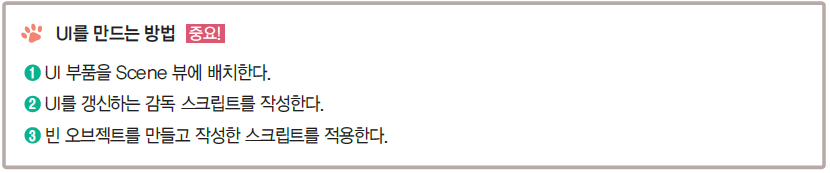 UI를 만드는 방법 중요!
1 UI 부품을 Scene 뷰에 배치한다.
2 UI를 갱신하는 감독 스크립트를 작성한다.
3 빈 오브젝트를 만들고 작성한 스크립트를 적용한다.